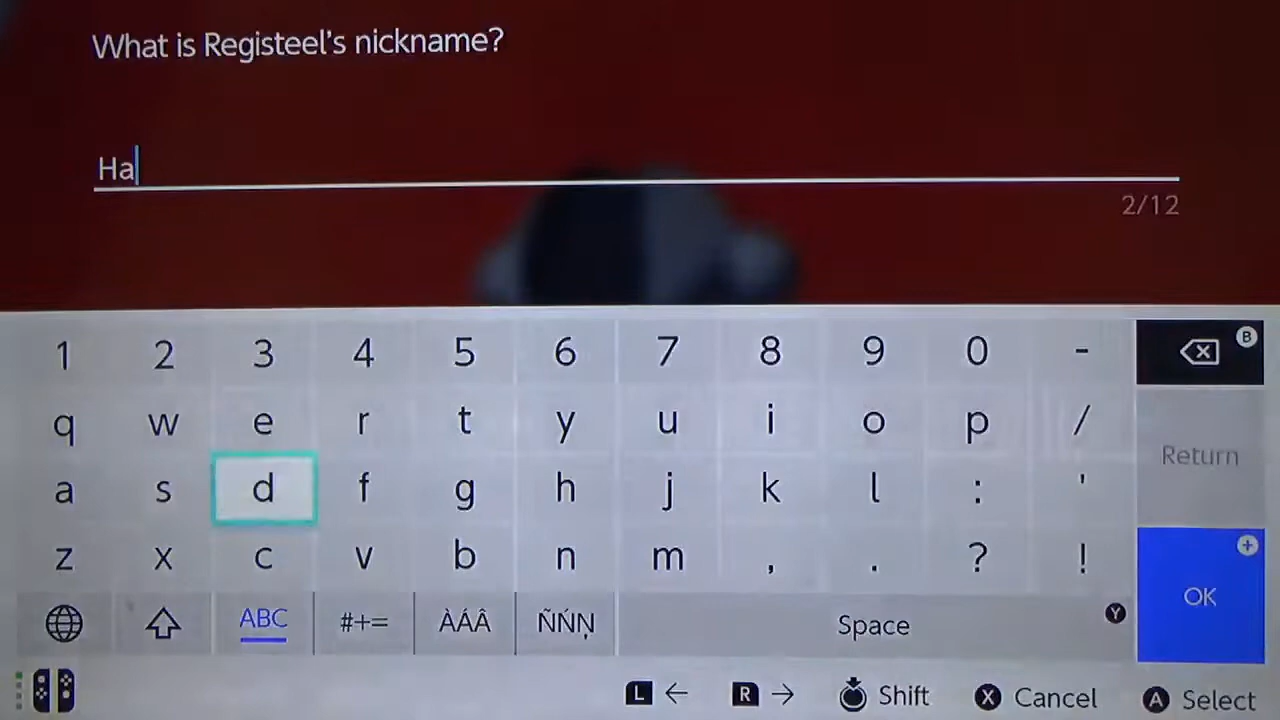 What is Registeel's nickname?
Ha
2/12
1 2 3 4 5 6 7 8 9 0 - B
q w e r t y u i o p /
Return
a s d f g h j k l : '
z x c v b n m , . ? ! +
OK
ABC #+= ÀÁÂ ÑŃŅ Space Y
L ← R → Shift X Cancel A Select